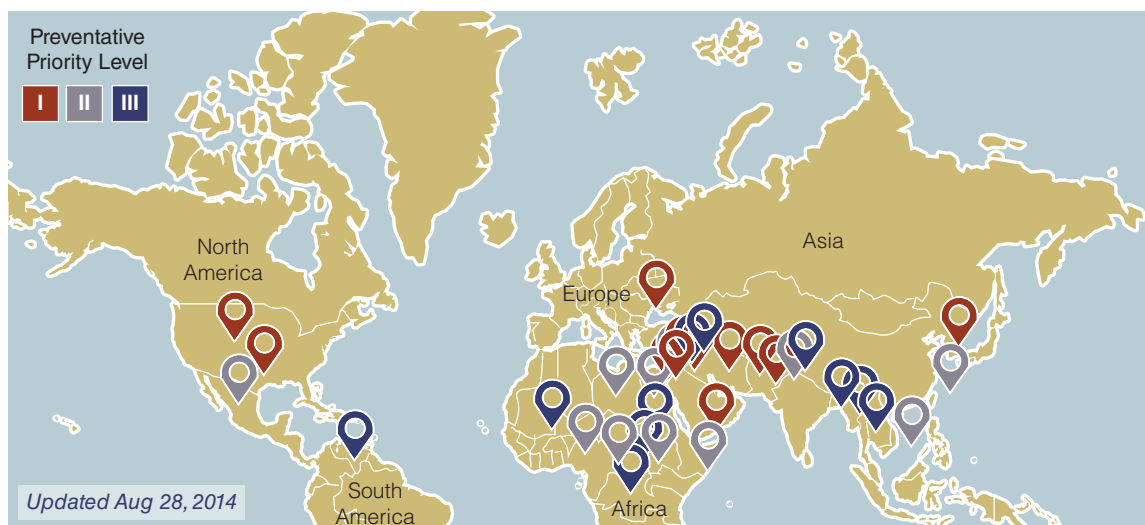 Preventative
Priority Level
I II III
North
America
Europe
Asia
South
America
Africa
Updated Aug 28, 2014